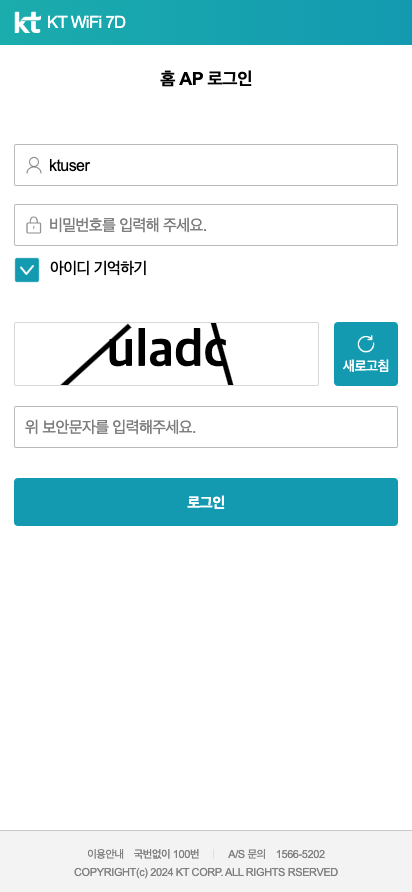 kt KT WiFi 7D
홈 AP 로그인
ktuser
비밀번호를 입력해 주세요.
아이디 기억하기
uladc
새로고침
위 보안문자를 입력해주세요.
로그인
이용안내 국번없이 100번 | A/S 문의 1566-5202
COPYRIGHT(c) 2024 KT CORP. ALL RIGHTS RSERVED